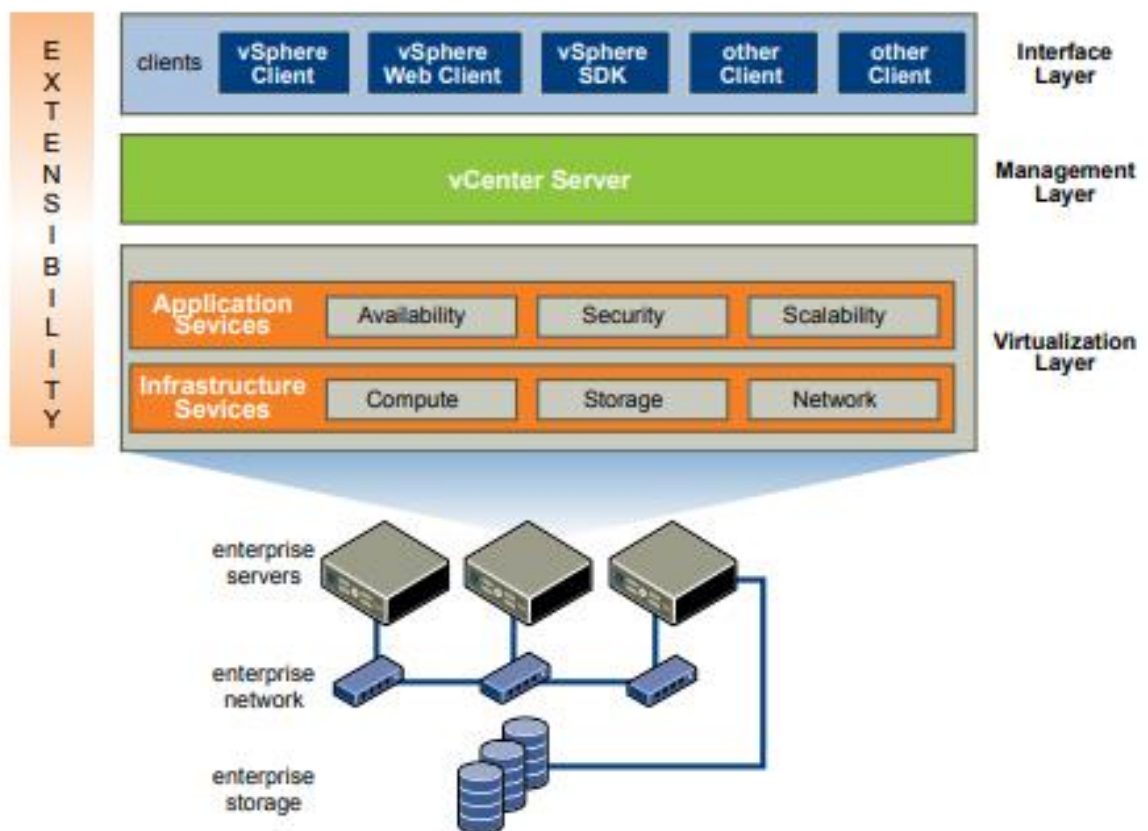 EXTENSIBILITY
clients
vSphere
Client
vSphere
Web Client
vSphere
SDK
other
Client
other
Client
Interface
Layer
vCenter Server
Management
Layer
Application
Sevices
Availability
Security
Scalability
Infrastructure
Sevices
Compute
Storage
Network
Virtualization
Layer
enterprise
servers
enterprise
network
enterprise
storage